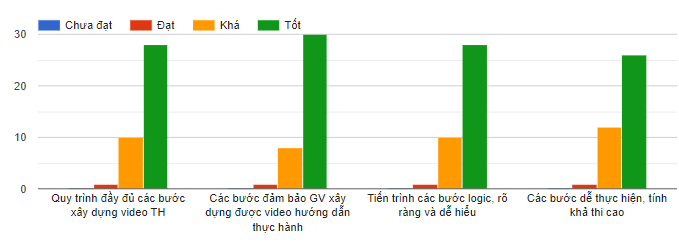 Chưa đạt Đạt Khá Tốt
30
20
10
0
Quy trình đầy đủ các bước
xây dựng video TH
Các bước đảm bảo GV xây
dựng được video hướng dẫn
thực hành
Tiến trình các bước logic, rõ
ràng và dễ hiểu
Các bước dễ thực hiện, tính
khả thi cao